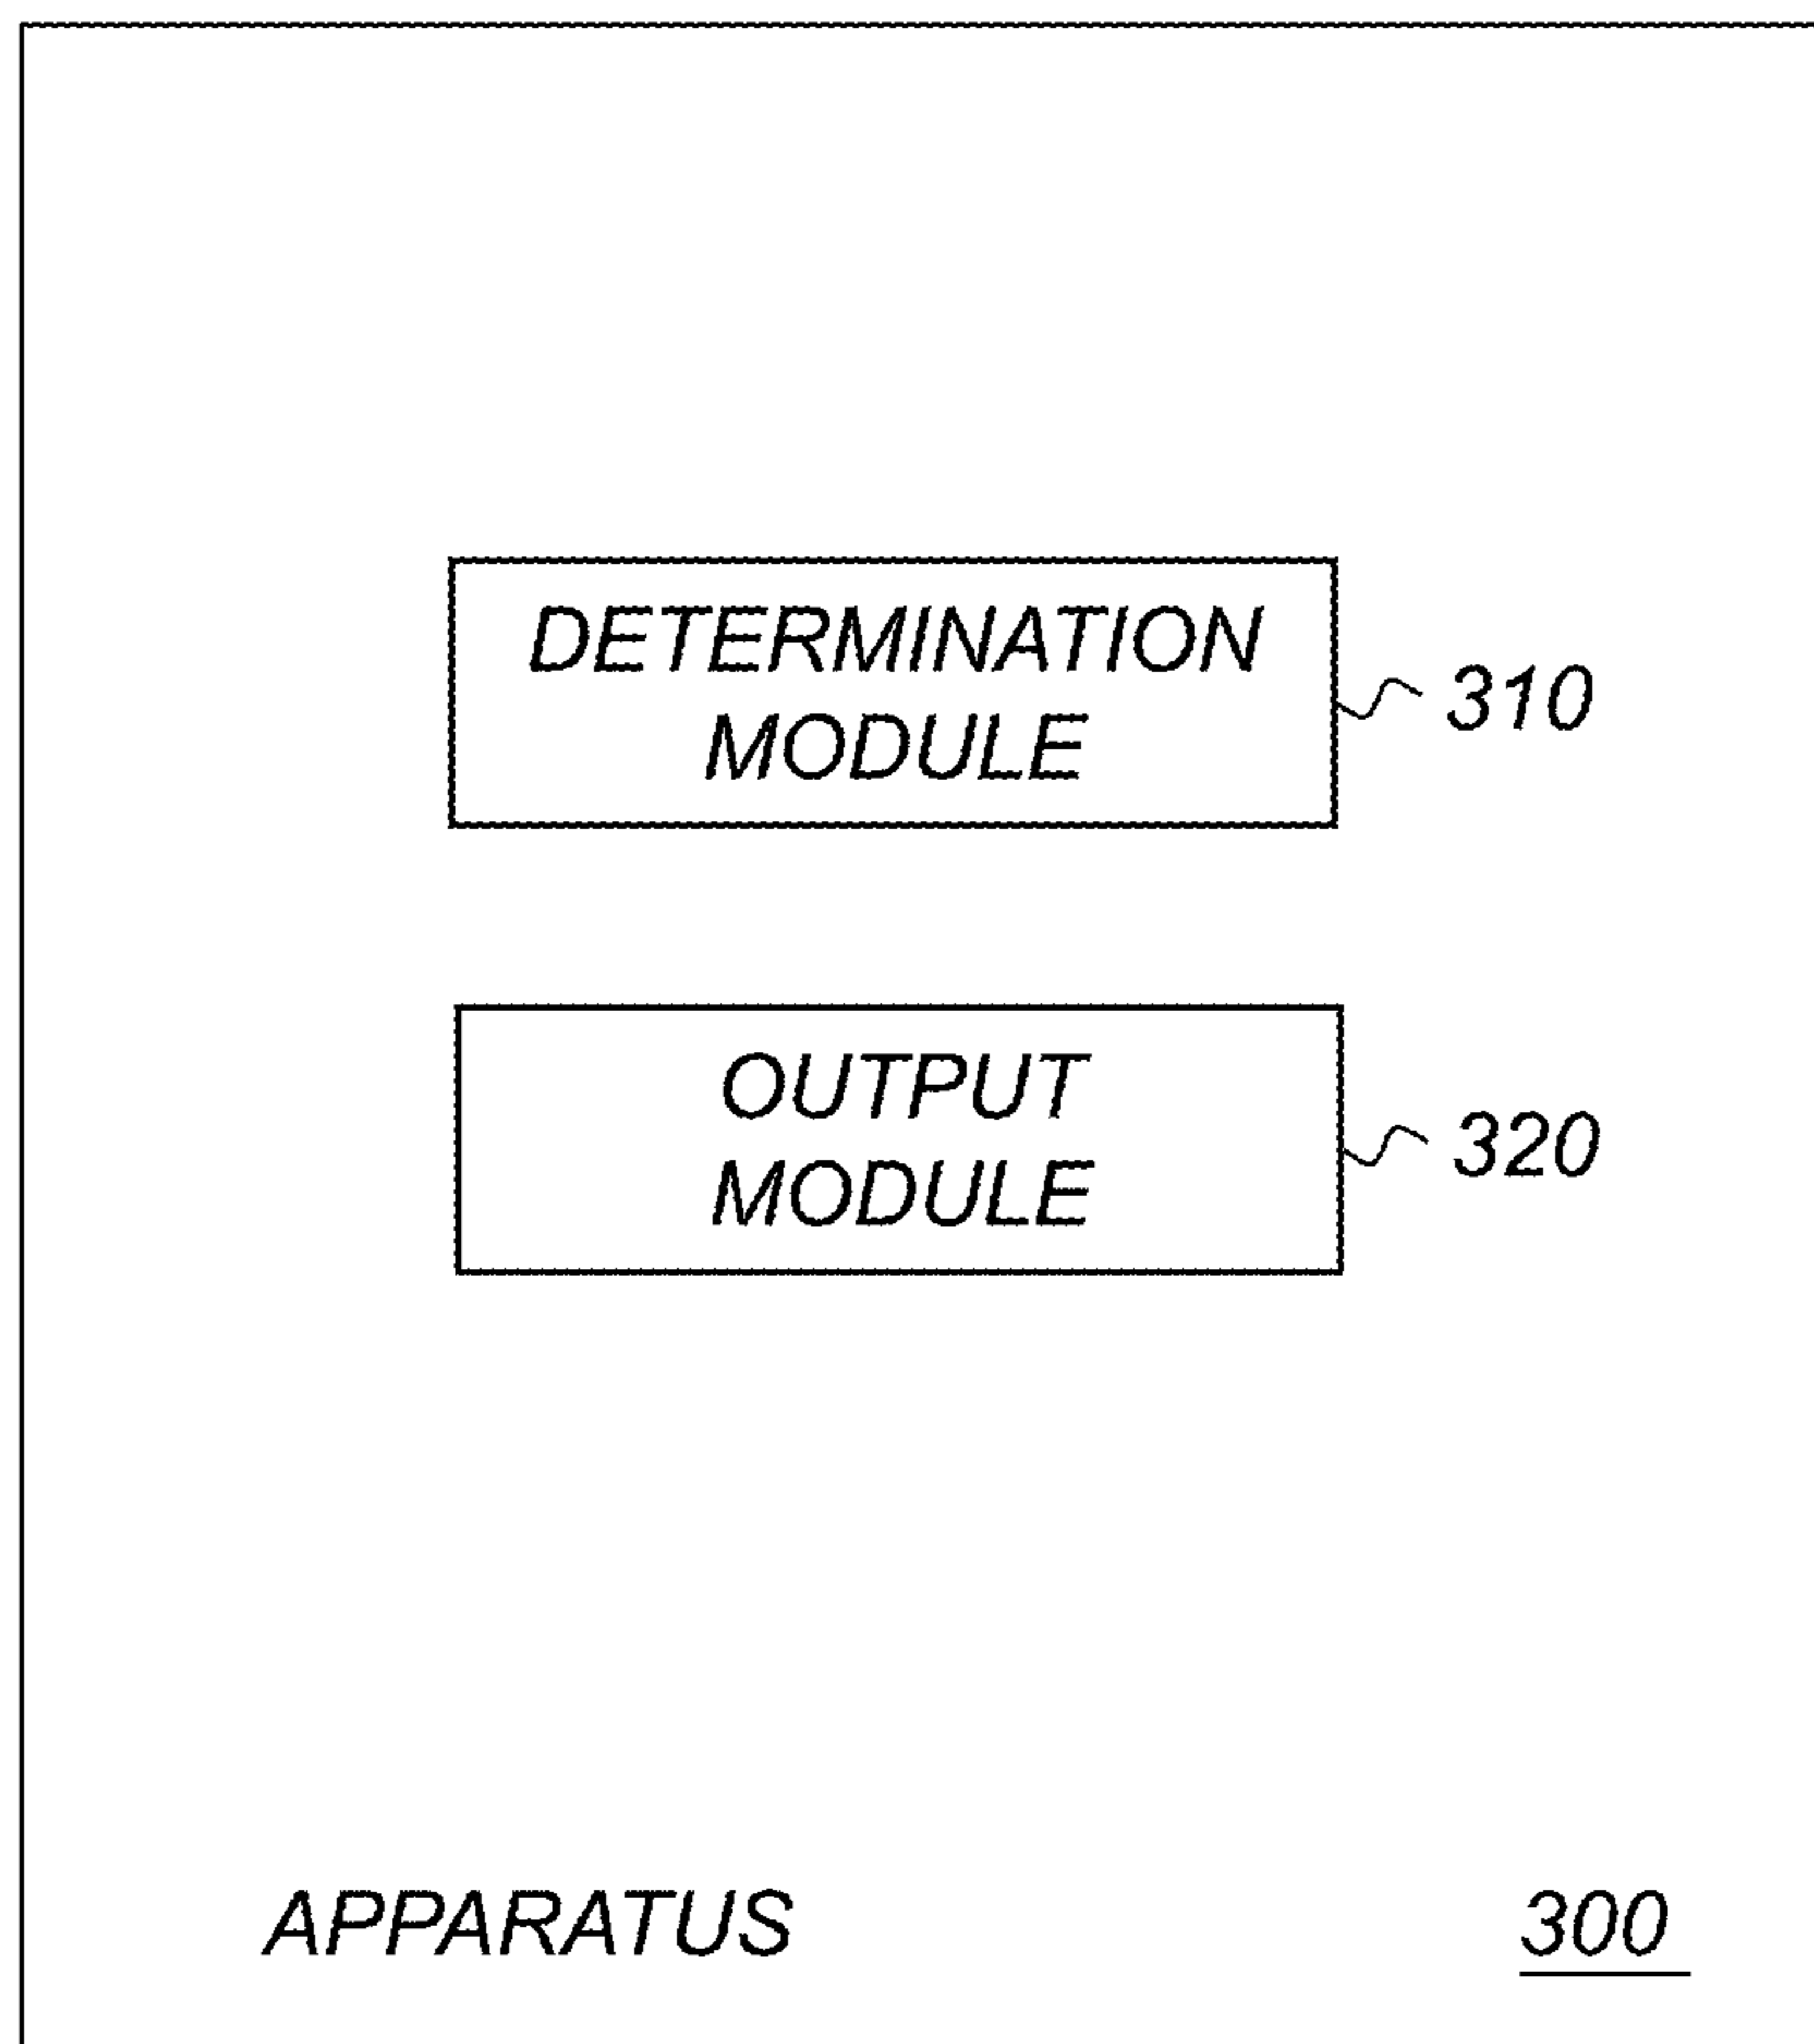 DETERMINATION
MODULE
310
OUTPUT
MODULE
320
APPARATUS
300